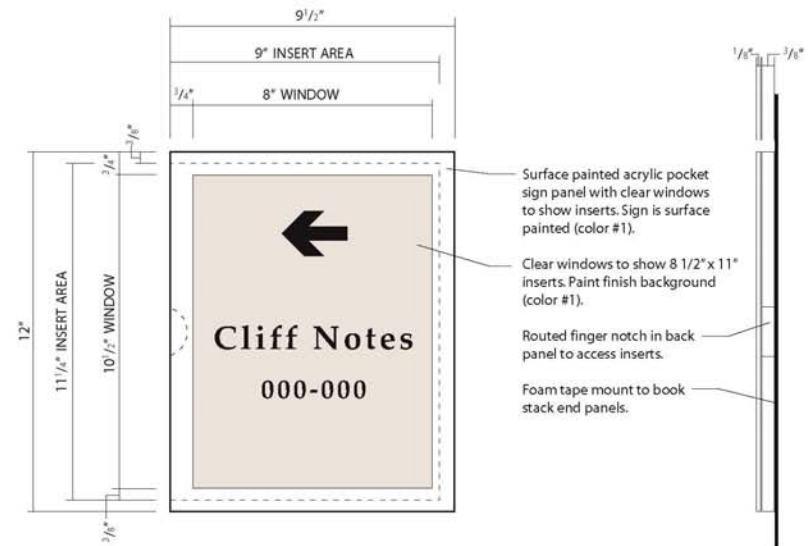 9 1/2"
9" INSERT AREA
3/4"
8" WINDOW
1/8"
3/8"
3/8"
3/4"
12"
11 1/4" INSERT AREA
10 1/2" WINDOW
3/8"
Cliff Notes
000-000
Surface painted acrylic pocket
sign panel with clear windows
to show inserts. Sign is surface
painted (color #1).
Clear windows to show 8 1/2" x 11"
inserts. Paint finish background
(color #1).
Routed finger notch in back
panel to access inserts.
Foam tape mount to book
stack end panels.